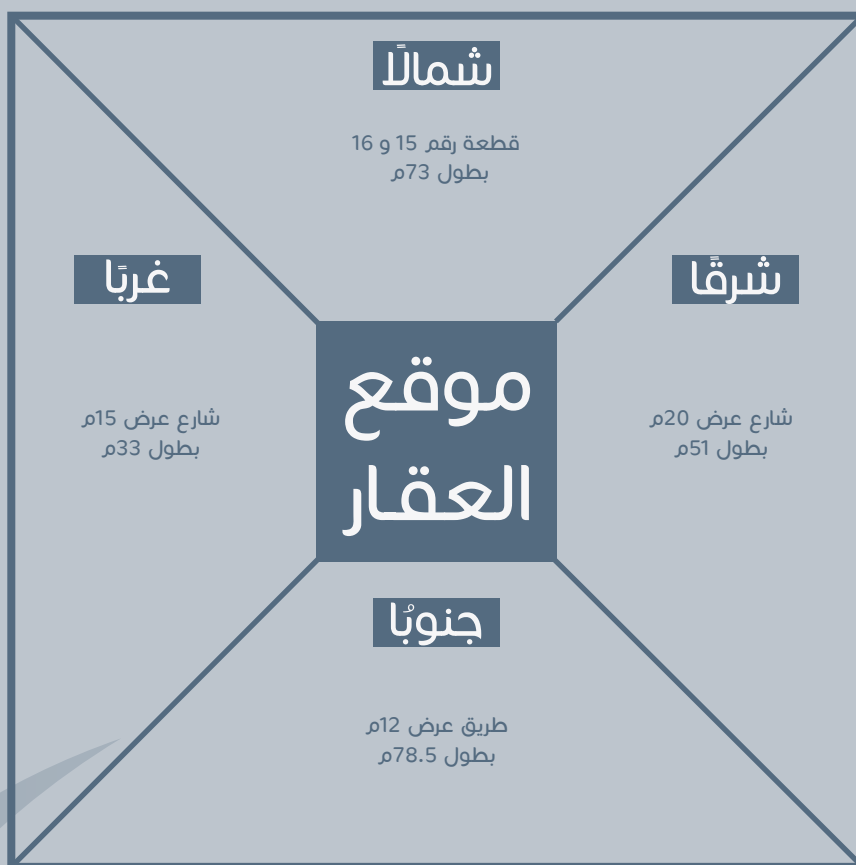 شمالًا
قطعة رقم 15 و 16
بطول 73م
شرقًا
شارع عرض 20م
بطول 51م
موقع
العقار
غربًا
شارع عرض 15م
بطول 33م
جنوبًا
طريق عرض 12م
بطول 78.5م